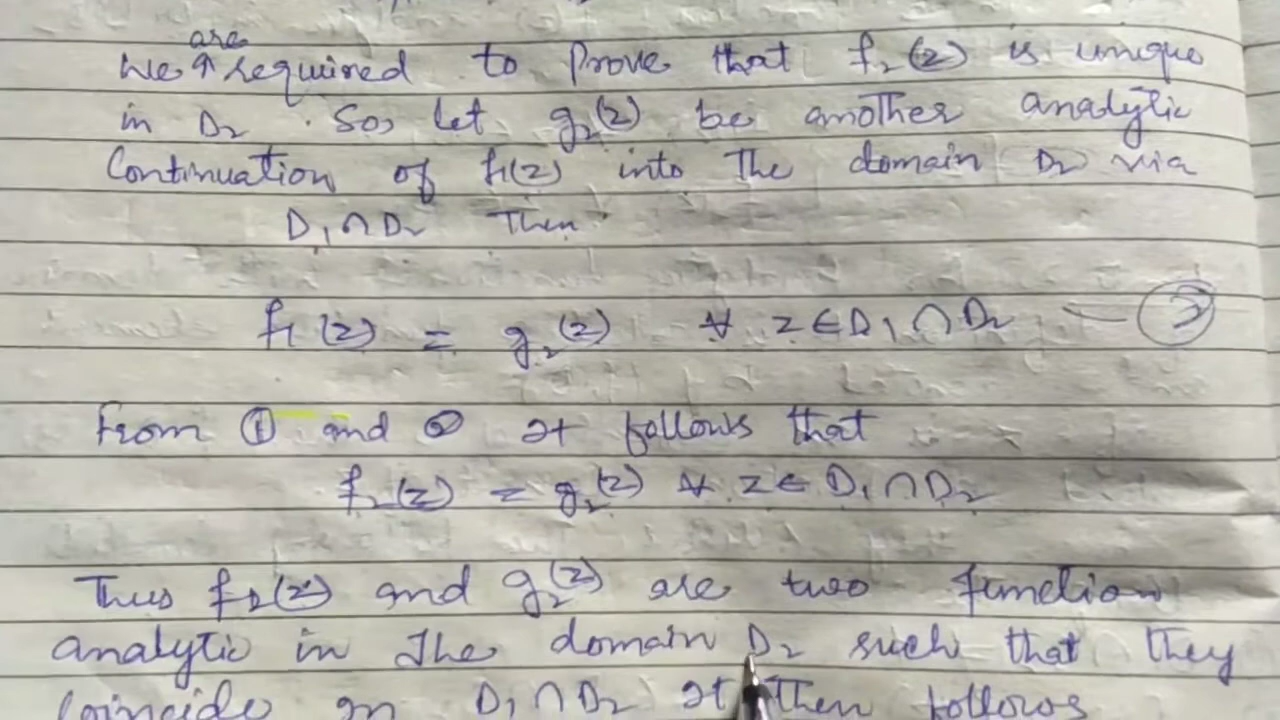 are
We ↑ required to Prove that f₂(z) is unique
in D₂. So, let g₂(z) be another analytic
Continuation of f₁(z) into The domain D₂ via
D₁ ∩ D₂ Then
f₁(z) = g₂(z) ∀ z ∈ D₁ ∩ D₂ — ②
From ① and ② It follows that
f₂(z) = g₂(z) ∀ z ∈ D₁ ∩ D₂
Thus f₂(z) and g₂(z) are two function
analytic in The domain D₂ such that they
Coincide on D₁ ∩ D₂ It Then follows